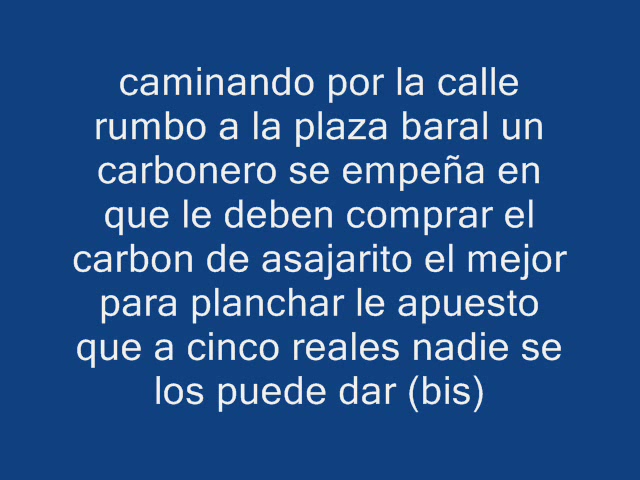 caminando por la calle
rumbo a la plaza baral un
carbonero se empeña en
que le deben comprar el
carbon de asajarito el mejor
para planchar le apuesto
que a cinco reales nadie se
los puede dar (bis)